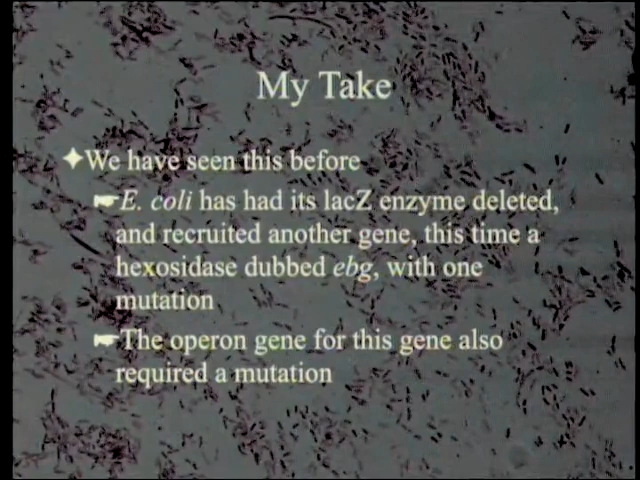 My Take
We have seen this before
E. coli has had its lacZ enzyme deleted,
and recruited another gene, this time a
hexosidase dubbed ebg, with one
mutation
The operon gene for this gene also
required a mutation